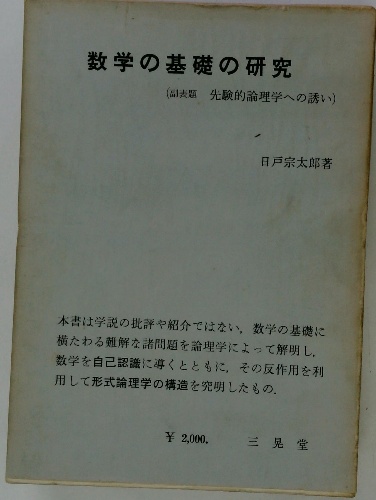 数学の基礎の研究
(副表題 先験的論理学への誘い)
日戸宗太郎著
本書は学説の批評や紹介ではない，数学の基礎に
横たわる難解な諸問題を論理学によって解明し，
数学を自己認識に導くとともに，その反作用を利
用して形式論理学の構造を究明したもの．
￥2,000. 三晃堂